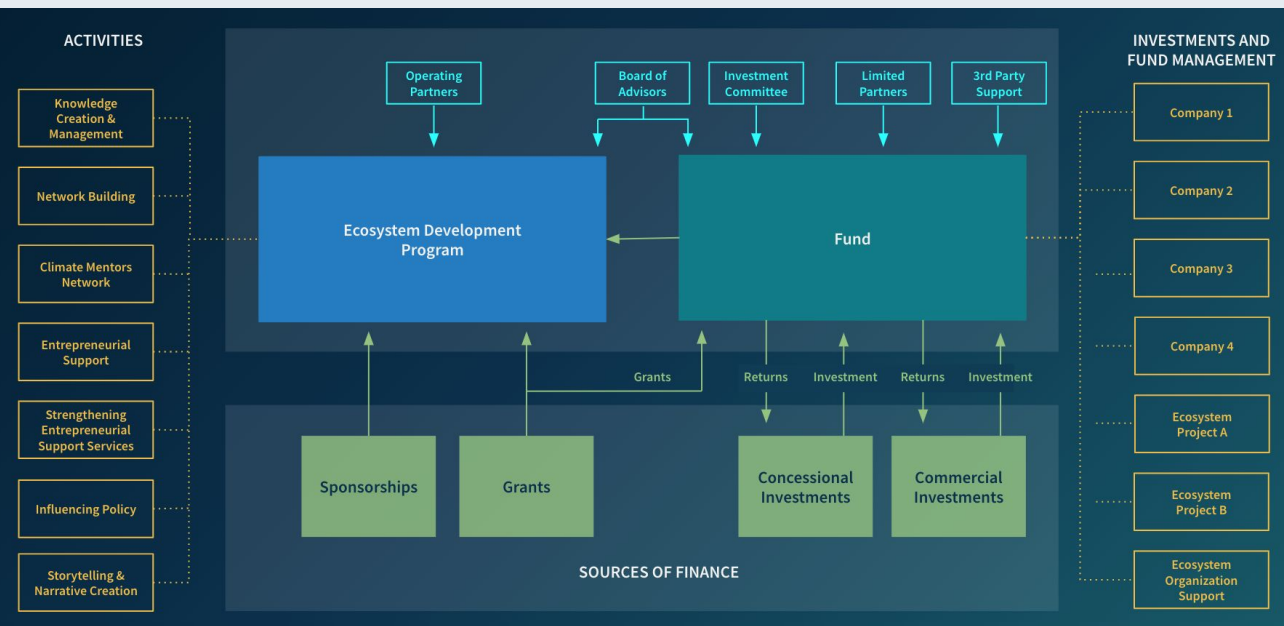 ACTIVITIES
Knowledge
Creation &
Management
Network Building
Climate Mentors
Network
Entrepreneurial
Support
Strengthening
Entrepreneurial
Support Services
Influencing Policy
Storytelling &
Narrative Creation
Operating
Partners
Board of
Advisors
Investment
Committee
Limited
Partners
3rd Party
Support
Ecosystem Development
Program
Fund
Grants
Returns
Investment
Returns
Investment
Sponsorships
Grants
Concessional
Investments
Commercial
Investments
SOURCES OF FINANCE
INVESTMENTS AND
FUND MANAGEMENT
Company 1
Company 2
Company 3
Company 4
Ecosystem
Project A
Ecosystem
Project B
Ecosystem
Organization
Support